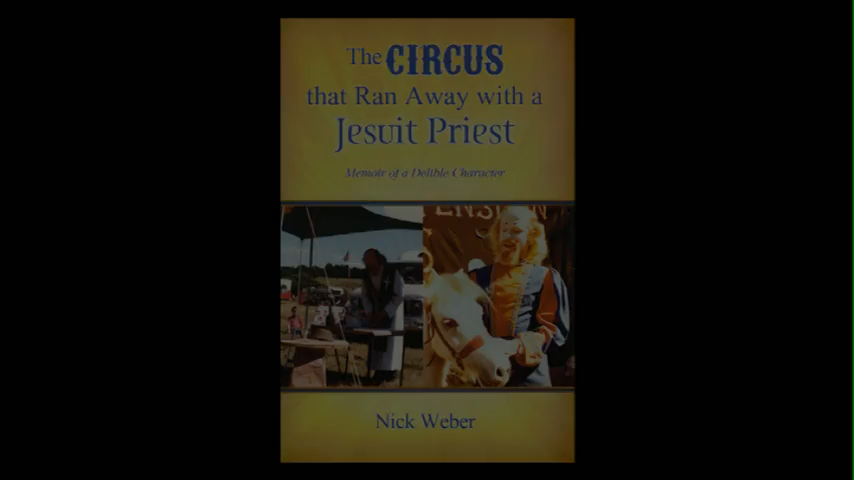 The CIRCUS
that Ran Away with a
Jesuit Priest
Memoir of a Delible Character
Nick Weber